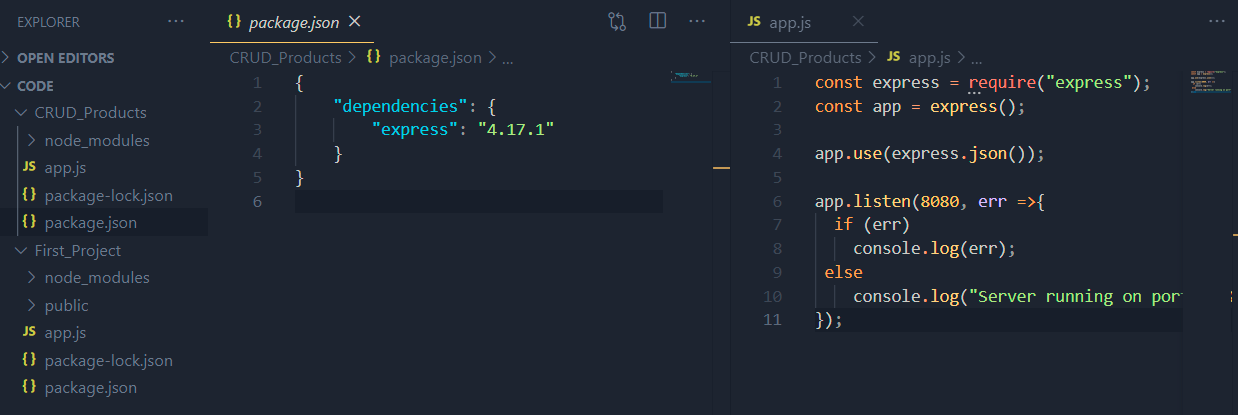 EXPLORER ...
OPEN EDITORS
CODE
CRUD_Products
node_modules
JS app.js
{} package-lock.json
{} package.json
First_Project
node_modules
public
JS app.js
{} package-lock.json
{} package.json
{} package.json ×
...
CRUD_Products > {} package.json > ...
1 {
2     "dependencies": {
3         "express": "4.17.1"
4     }
5 }
6
JS app.js ×
...
CRUD_Products > JS app.js > ...
1 const express = require("express");
2 const app = express();
3
4 app.use(express.json());
5
6 app.listen(8080, err =>{
7   if (err)
8     console.log(err);
9  else
10     console.log("Server running on por
11 });